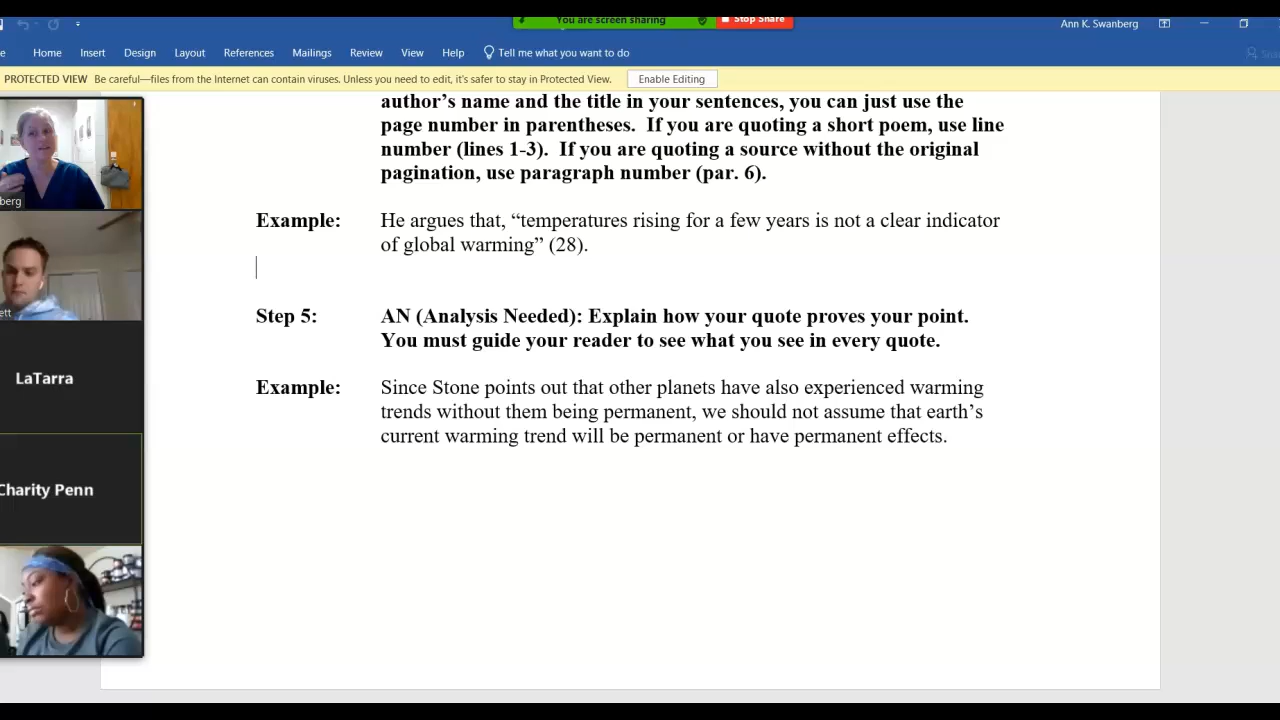 You are screen sharing
Stop Share
Ann K. Swanberg
Home Insert Design Layout References Mailings Review View Help Tell me what you want to do
PROTECTED VIEW Be careful—files from the Internet can contain viruses. Unless you need to edit, it's safer to stay in Protected View. Enable Editing
author’s name and the title in your sentences, you can just use the
page number in parentheses.  If you are quoting a short poem, use line
number (lines 1-3).  If you are quoting a source without the original
pagination, use paragraph number (par. 6).
Example: He argues that, “temperatures rising for a few years is not a clear indicator
of global warming” (28).
Step 5: AN (Analysis Needed): Explain how your quote proves your point.
You must guide your reader to see what you see in every quote.
Example: Since Stone points out that other planets have also experienced warming
trends without them being permanent, we should not assume that earth’s
current warming trend will be permanent or have permanent effects.
berg
ett
LaTarra
Charity Penn